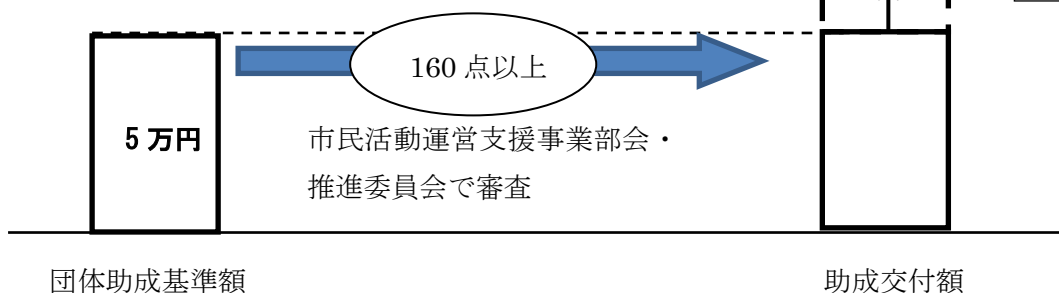 160 点以上
5 万円
市民活動運営支援事業部会・
推進委員会で審査
団体助成基準額
助成交付額